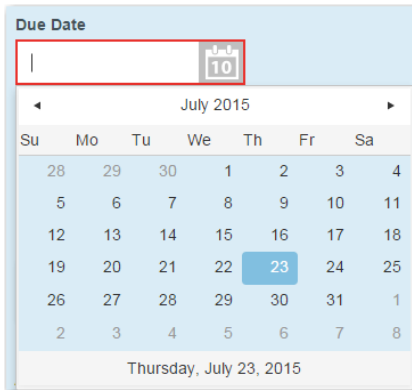 Due Date
10
July 2015
Su Mo Tu We Th Fr Sa
28 29 30 1 2 3 4
5 6 7 8 9 10 11
12 13 14 15 16 17 18
19 20 21 22 23 24 25
26 27 28 29 30 31 1
2 3 4 5 6 7 8
Thursday, July 23, 2015